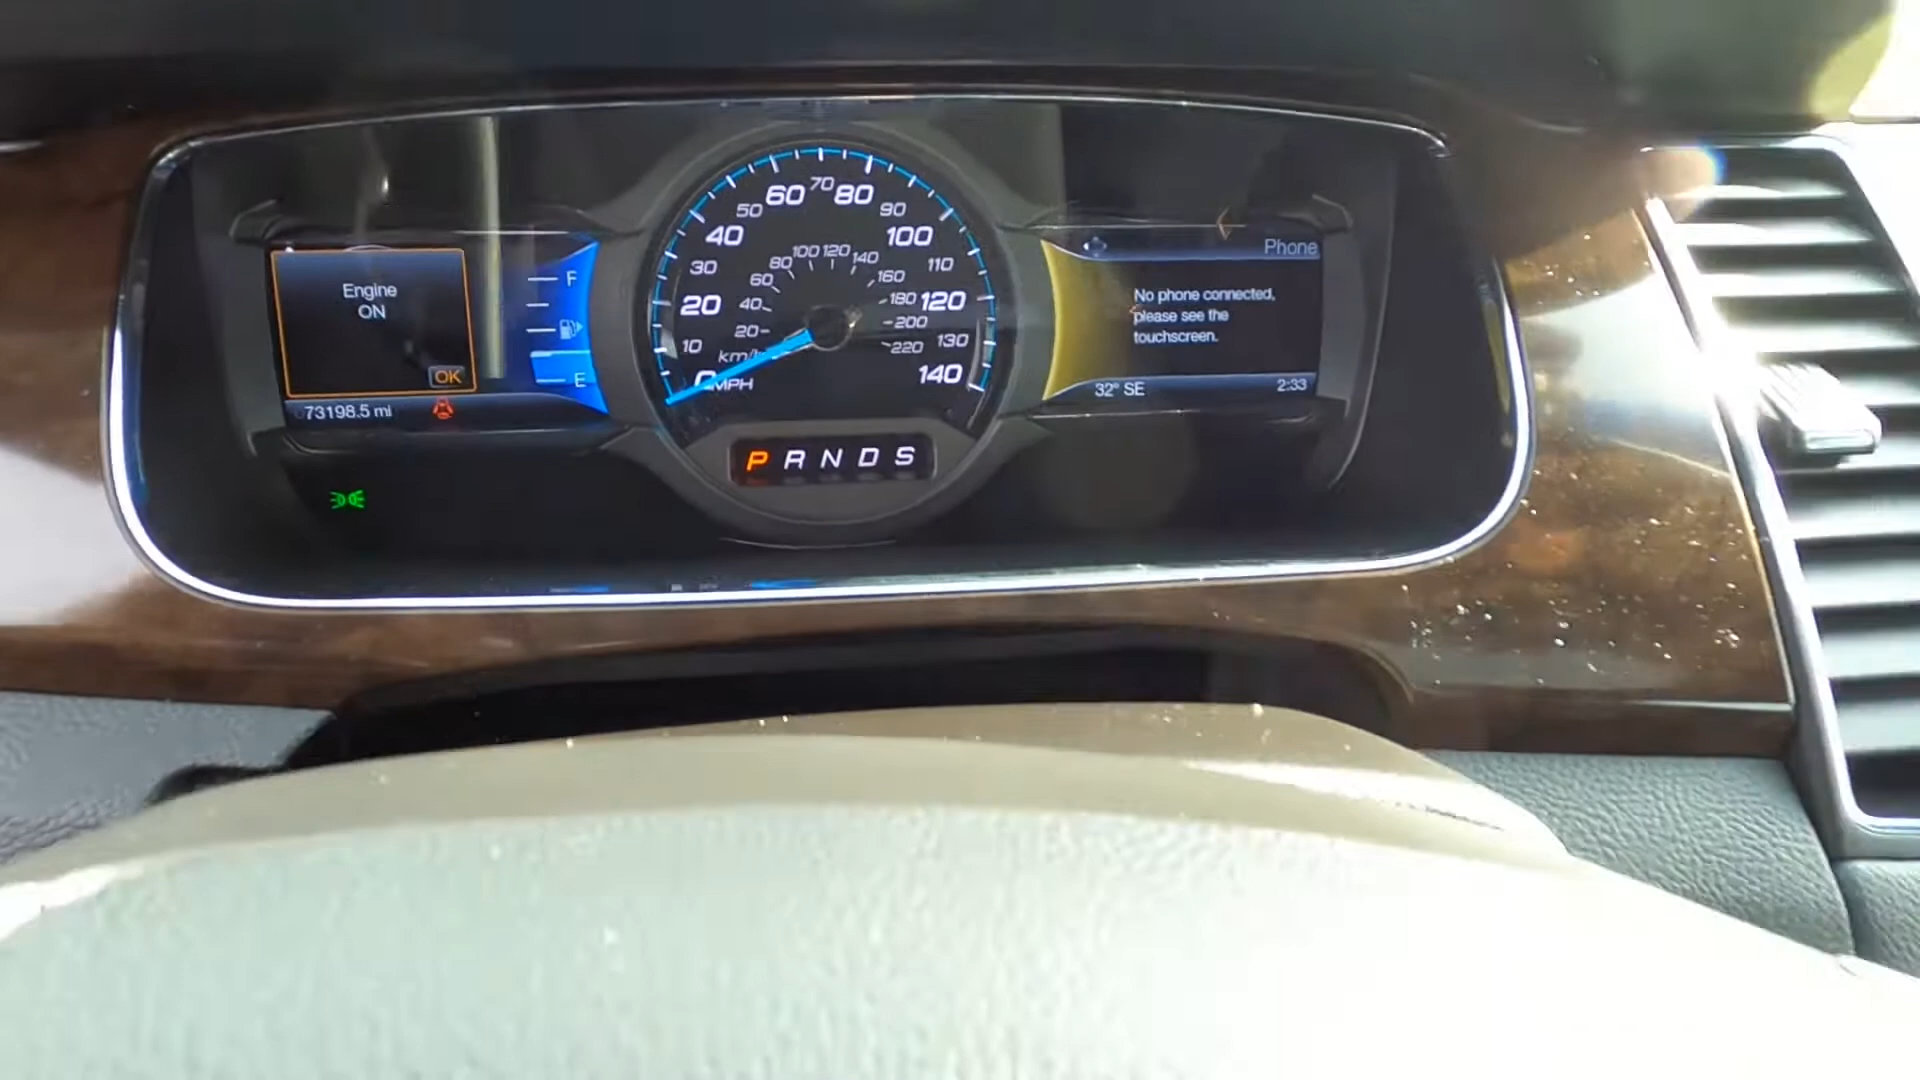 Engine
ON
OK
073198.5 mi
F
E
0 10 20 30 40 50 60 70 80 90 100 110 120 130 140
MPH
20 40 60 80 100 120 140 160 180 200 220
km/h
P R N D S
Phone
No phone connected,
please see the
touchscreen.
32° SE
2:33